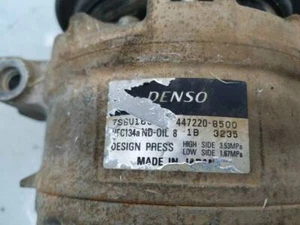 DENSO
447220-8500
HFC134a ND-OIL 8 1B 3235
DESIGN PRESS HIGH SIDE 3.53MPa
LOW SIDE 1.67MPa
MADE IN JAPAN